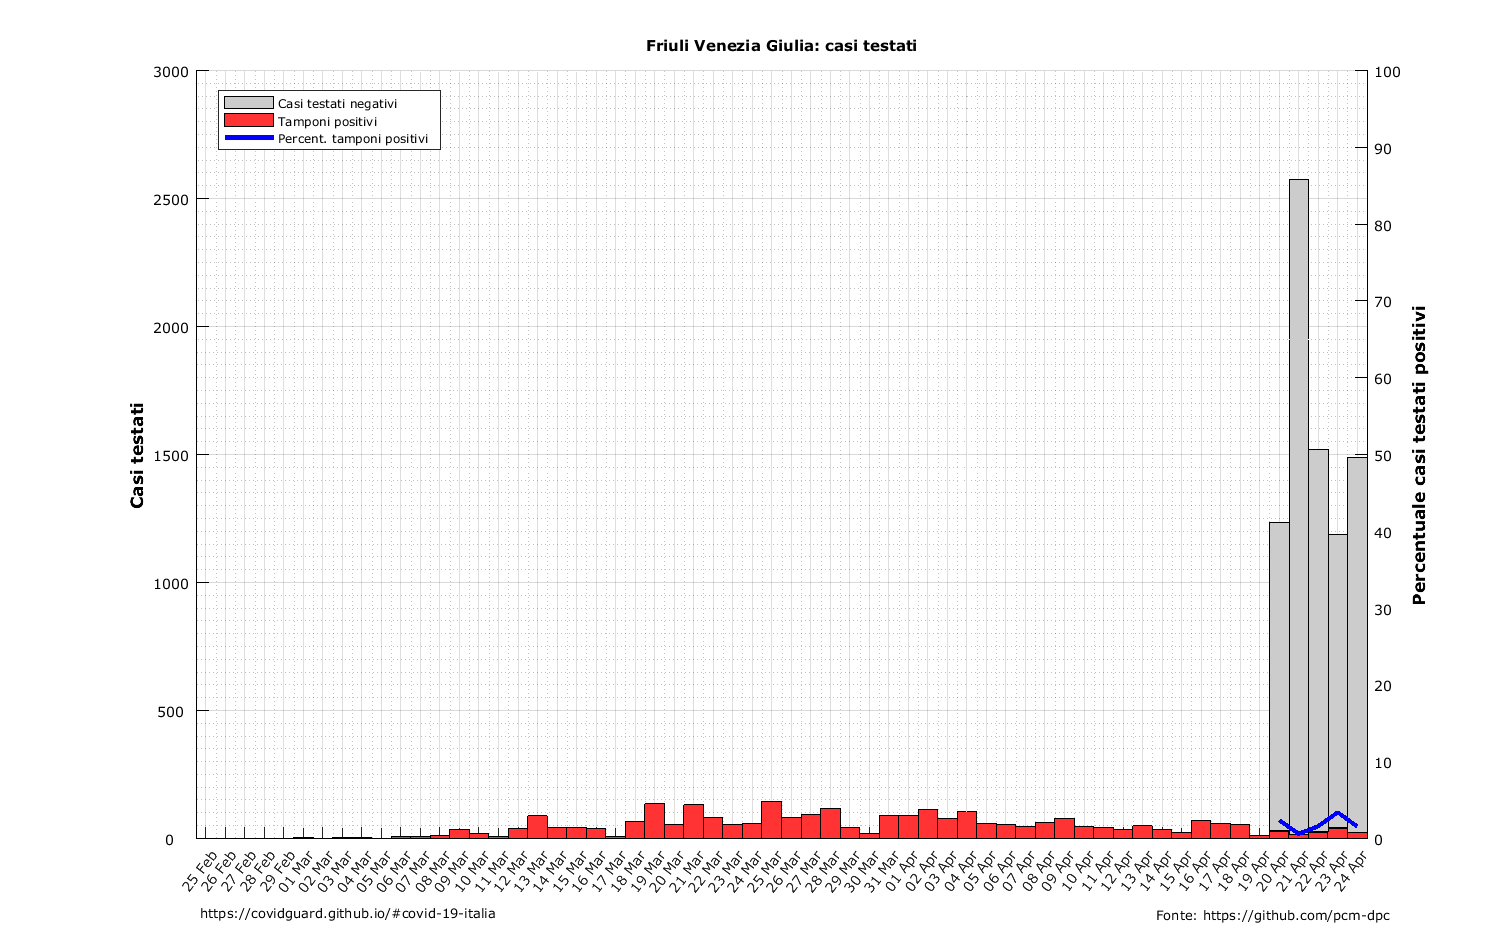 Friuli Venezia Giulia: casi testati
Casi testati negativi
Tamponi positivi
Percent. tamponi positivi
Casi testati
3000
2500
2000
1500
1000
500
0
100
90
80
70
60
50
40
30
20
10
0
Percentuale casi testati positivi
25 Feb
26 Feb
27 Feb
28 Feb
29 Feb
01 Mar
02 Mar
03 Mar
04 Mar
05 Mar
06 Mar
07 Mar
08 Mar
09 Mar
10 Mar
11 Mar
12 Mar
13 Mar
14 Mar
15 Mar
16 Mar
17 Mar
18 Mar
19 Mar
20 Mar
21 Mar
22 Mar
23 Mar
24 Mar
25 Mar
26 Mar
27 Mar
28 Mar
29 Mar
30 Mar
31 Mar
01 Apr
02 Apr
03 Apr
04 Apr
05 Apr
06 Apr
07 Apr
08 Apr
09 Apr
10 Apr
11 Apr
12 Apr
13 Apr
14 Apr
15 Apr
16 Apr
17 Apr
18 Apr
19 Apr
20 Apr
21 Apr
22 Apr
23 Apr
24 Apr
https://covidguard.github.io/#covid-19-italia
Fonte: https://github.com/pcm-dpc